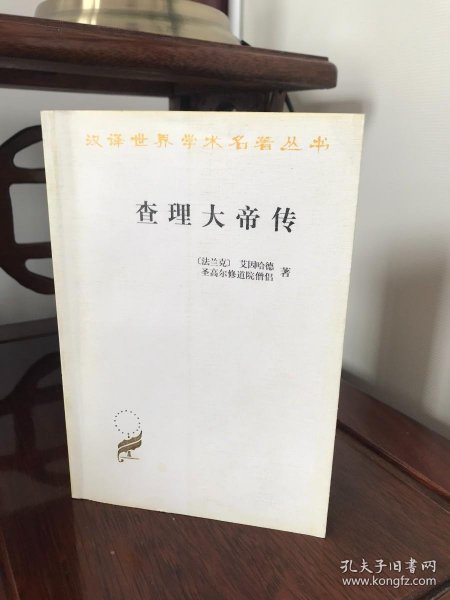 汉译世界学术名著丛书
查理大帝传
〔法兰克〕 艾因哈德
圣高尔修道院僧侣 著
孔夫子旧书网
www.kongfz.com